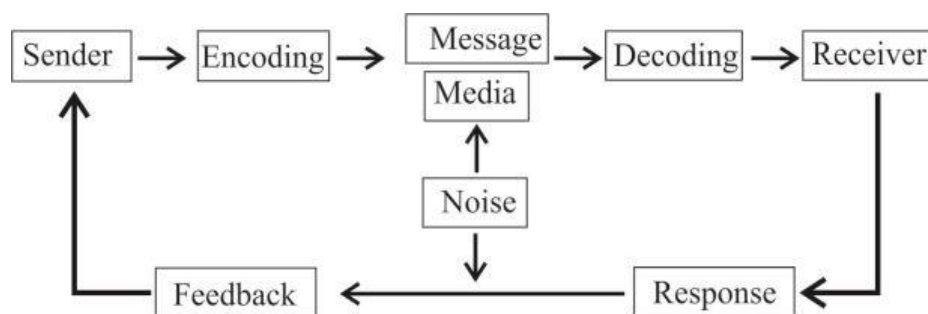 Sender
Encoding
Message
Decoding
Receiver
Media
Noise
Feedback
Response